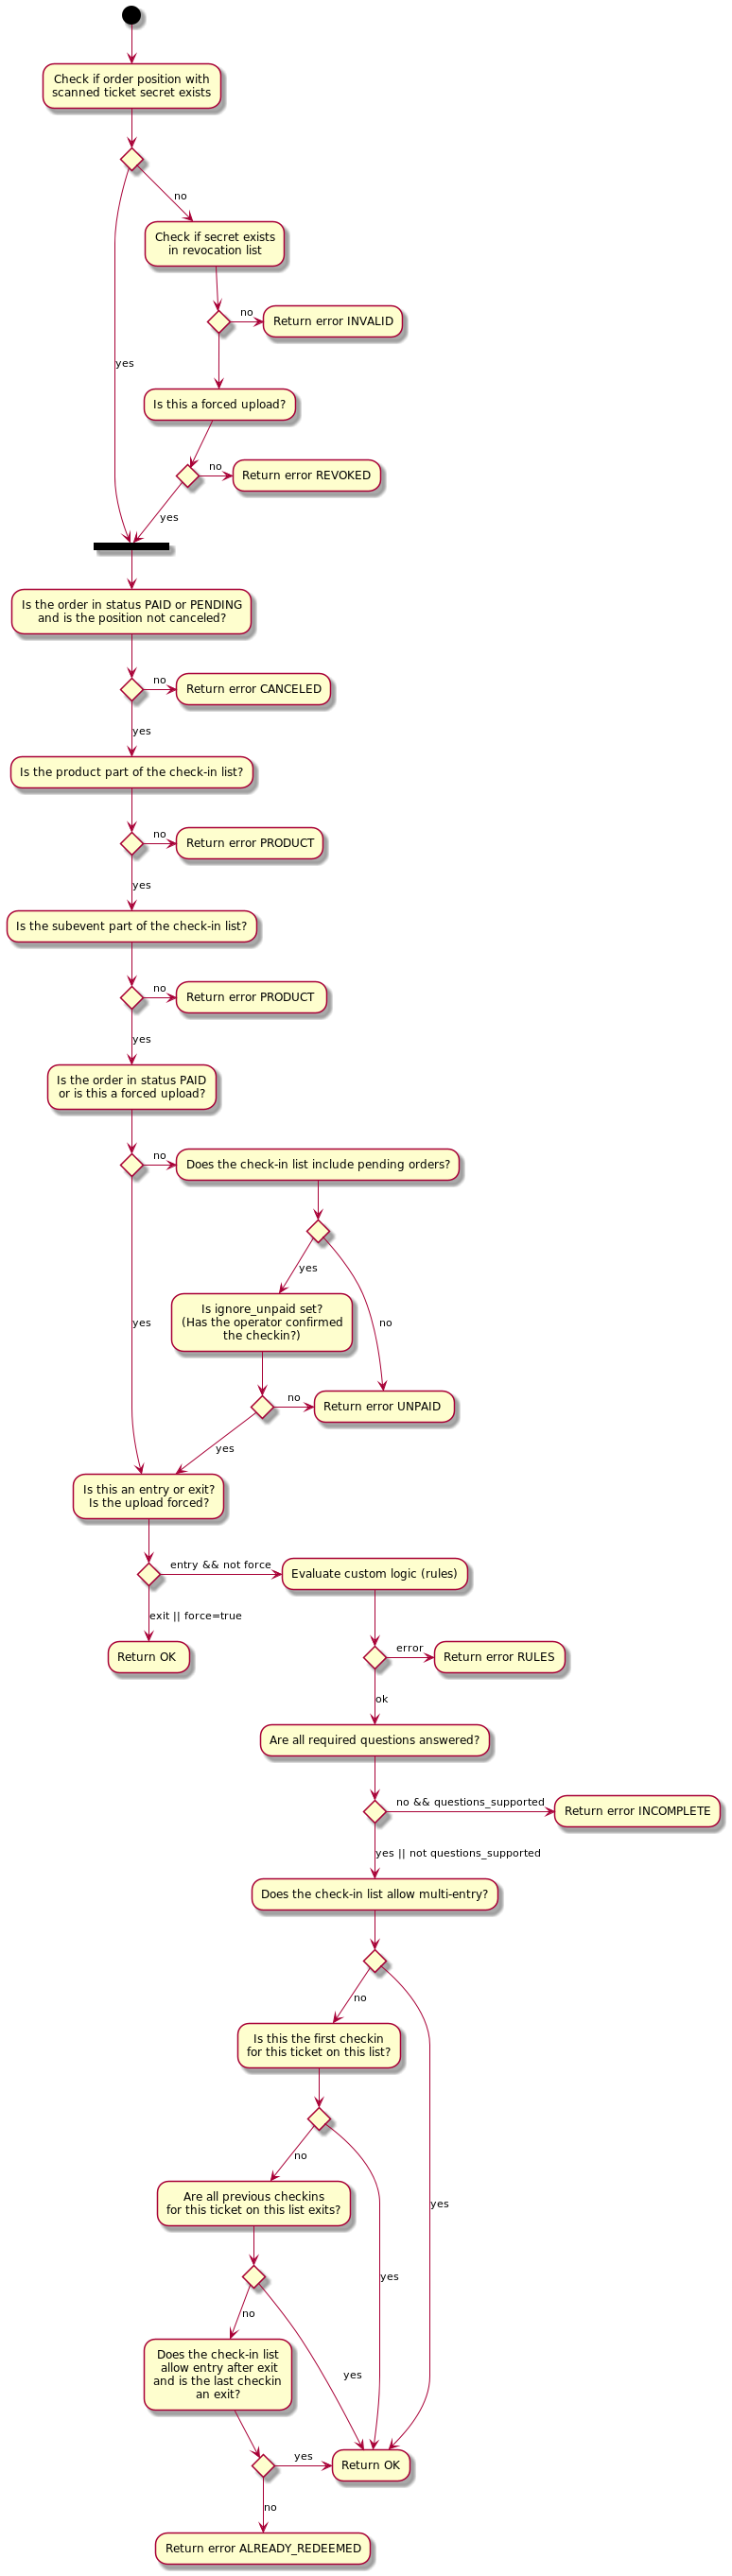 Check if order position with
scanned ticket secret exists
no
Check if secret exists
in revocation list
no
Return error INVALID
yes
Is this a forced upload?
no
Return error REVOKED
yes
Is the order in status PAID or PENDING
and is the position not canceled?
no
Return error CANCELED
yes
Is the product part of the check-in list?
no
Return error PRODUCT
yes
Is the subevent part of the check-in list?
no
Return error PRODUCT
yes
Is the order in status PAID
or is this a forced upload?
no
Does the check-in list include pending orders?
yes
Is ignore_unpaid set?
(Has the operator confirmed
the checkin?)
yes
no
no
Return error UNPAID
yes
Is this an entry or exit?
Is the upload forced?
entry && not force
Evaluate custom logic (rules)
exit || force=true
Return OK
error
Return error RULES
ok
Are all required questions answered?
no && questions_supported
Return error INCOMPLETE
yes || not questions_supported
Does the check-in list allow multi-entry?
no
Is this the first checkin
for this ticket on this list?
no
Are all previous checkins
for this ticket on this list exits?
yes
yes
no
Does the check-in list
allow entry after exit
and is the last checkin
an exit?
yes
yes
Return OK
no
Return error ALREADY_REDEEMED